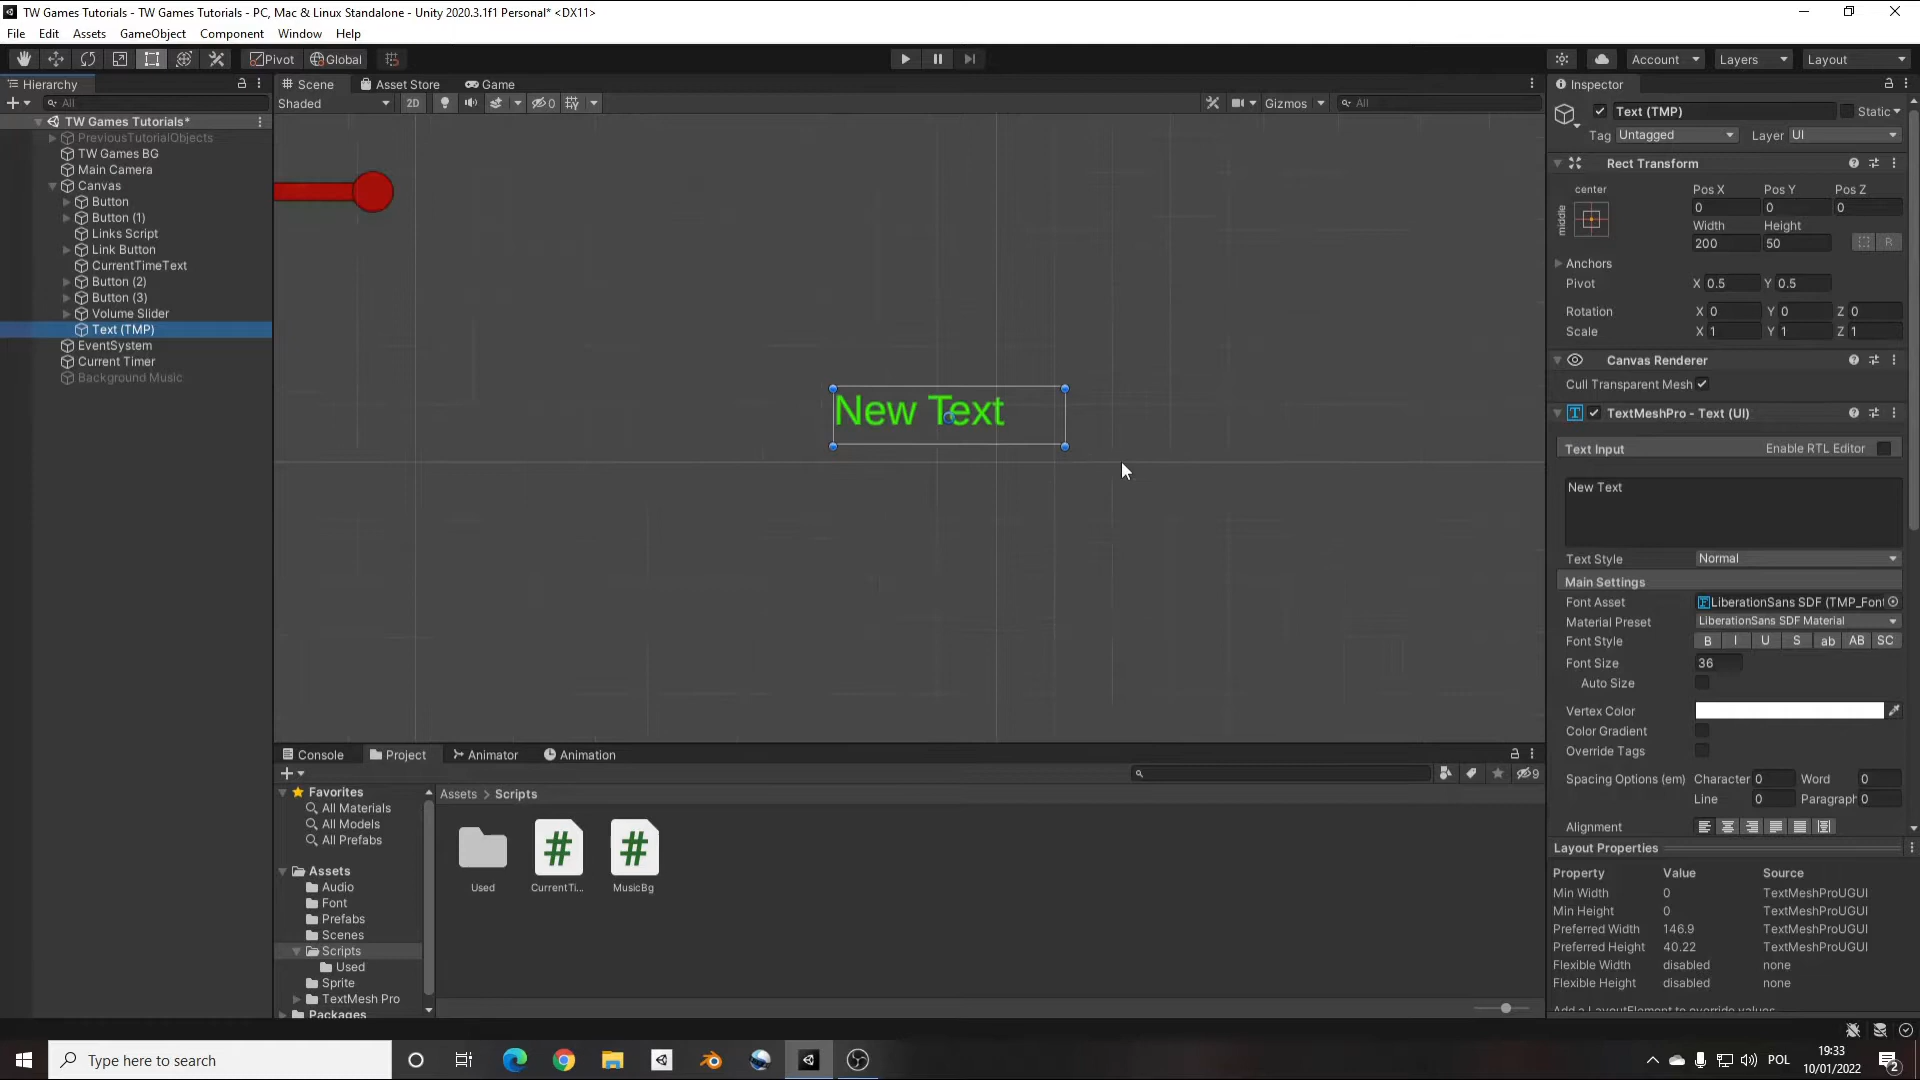 TW Games Tutorials - TW Games Tutorials - PC, Mac & Linux Standalone - Unity 2020.3.1f1 Personal* <DX11>
File Edit Assets GameObject Component Window Help
Pivot Global Account Layers Layout
Hierarchy
All
TW Games Tutorials*
PreviousTutorialObjects
TW Games BG
Main Camera
Canvas
Button
Button (1)
Links Script
Link Button
CurrentTimeText
Button (2)
Button (3)
Volume Slider
Text (TMP)
EventSystem
Current Timer
Background Music
Scene Asset Store Game
Shaded 2D 0 Gizmos All
New Text
Console Project Animator Animation
9
Favorites
All Materials
All Models
All Prefabs
Assets
Audio
Font
Prefabs
Scenes
Scripts
Used
Sprite
TextMesh Pro
Packages
Assets > Scripts
Used CurrentTi... MusicBg
Inspector
Text (TMP) Static
Tag Untagged Layer UI
Rect Transform
center
middle
Pos X Pos Y Pos Z
0 0 0
Width Height
200 50 R
Anchors
Pivot X 0.5 Y 0.5
Rotation X 0 Y 0 Z 0
Scale X 1 Y 1 Z 1
Canvas Renderer
Cull Transparent Mesh
TextMeshPro - Text (UI)
Text Input Enable RTL Editor
New Text
Text Style Normal
Main Settings
Font Asset LiberationSans SDF (TMP_Font
Material Preset LiberationSans SDF Material
Font Style B I U S ab AB SC
Font Size 36
Auto Size
Vertex Color
Color Gradient
Override Tags
Spacing Options (em) Character 0 Word 0
Line 0 Paragraph 0
Alignment
Layout Properties
Property Value Source
Min Width 0 TextMeshProUGUI
Min Height 0 TextMeshProUGUI
Preferred Width 146.9 TextMeshProUGUI
Preferred Height 40.22 TextMeshProUGUI
Flexible Width disabled none
Flexible Height disabled none
Add a LayoutElement to override values
Type here to search
POL
19:33
10/01/2022
2